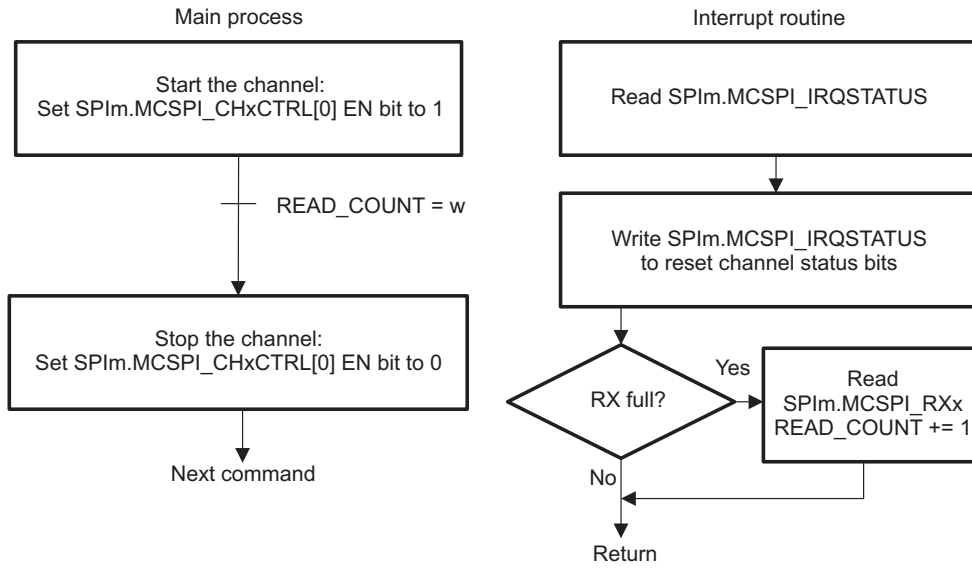 Main process
Start the channel:
Set SPIm.MCSPI_CHxCTRL[0] EN bit to 1
READ_COUNT = w
Stop the channel:
Set SPIm.MCSPI_CHxCTRL[0] EN bit to 0
Next command
Interrupt routine
Read SPIm.MCSPI_IRQSTATUS
Write SPIm.MCSPI_IRQSTATUS
to reset channel status bits
RX full?
Yes
Read
SPIm.MCSPI_RXx
READ_COUNT += 1
No
Return